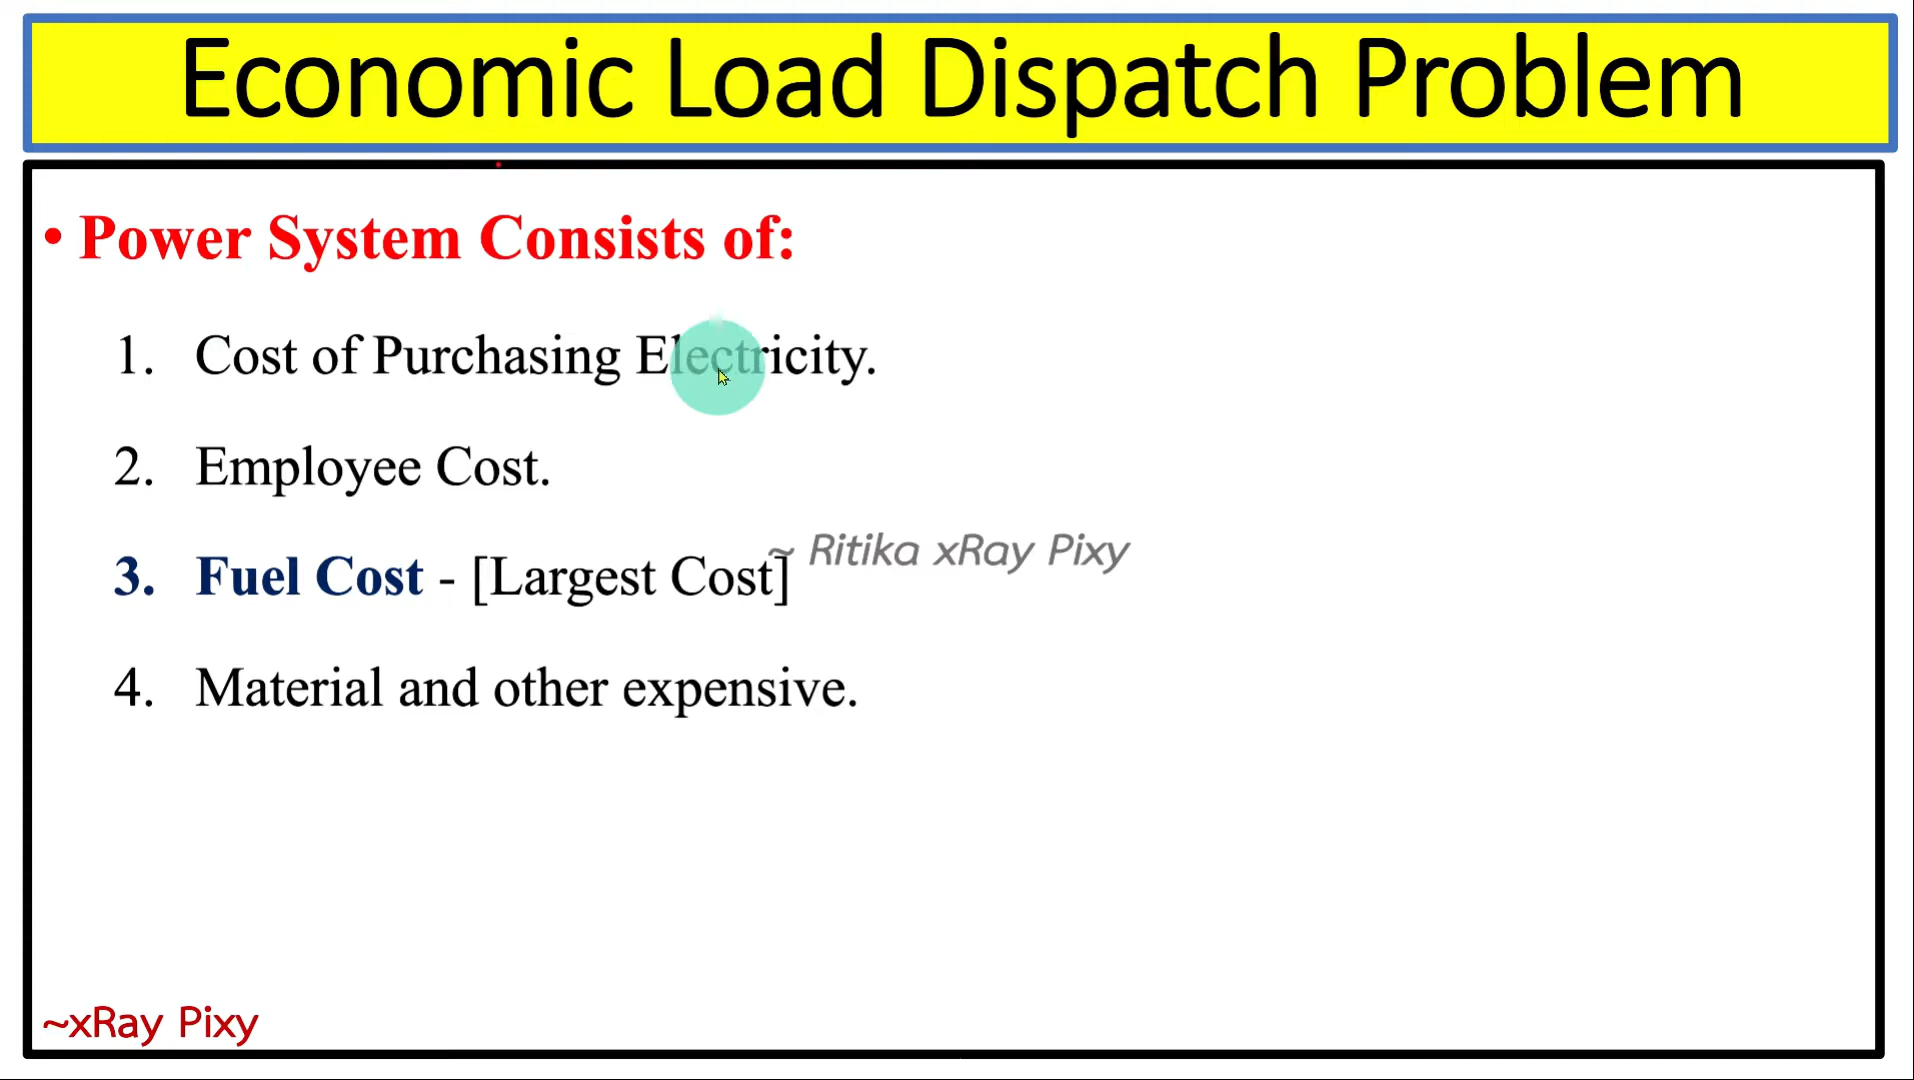 Economic Load Dispatch Problem
• Power System Consists of:
1. Cost of Purchasing Electricity.
2. Employee Cost.
3. Fuel Cost - [Largest Cost]
~ Ritika xRay Pixy
4. Material and other expensive.
~xRay Pixy